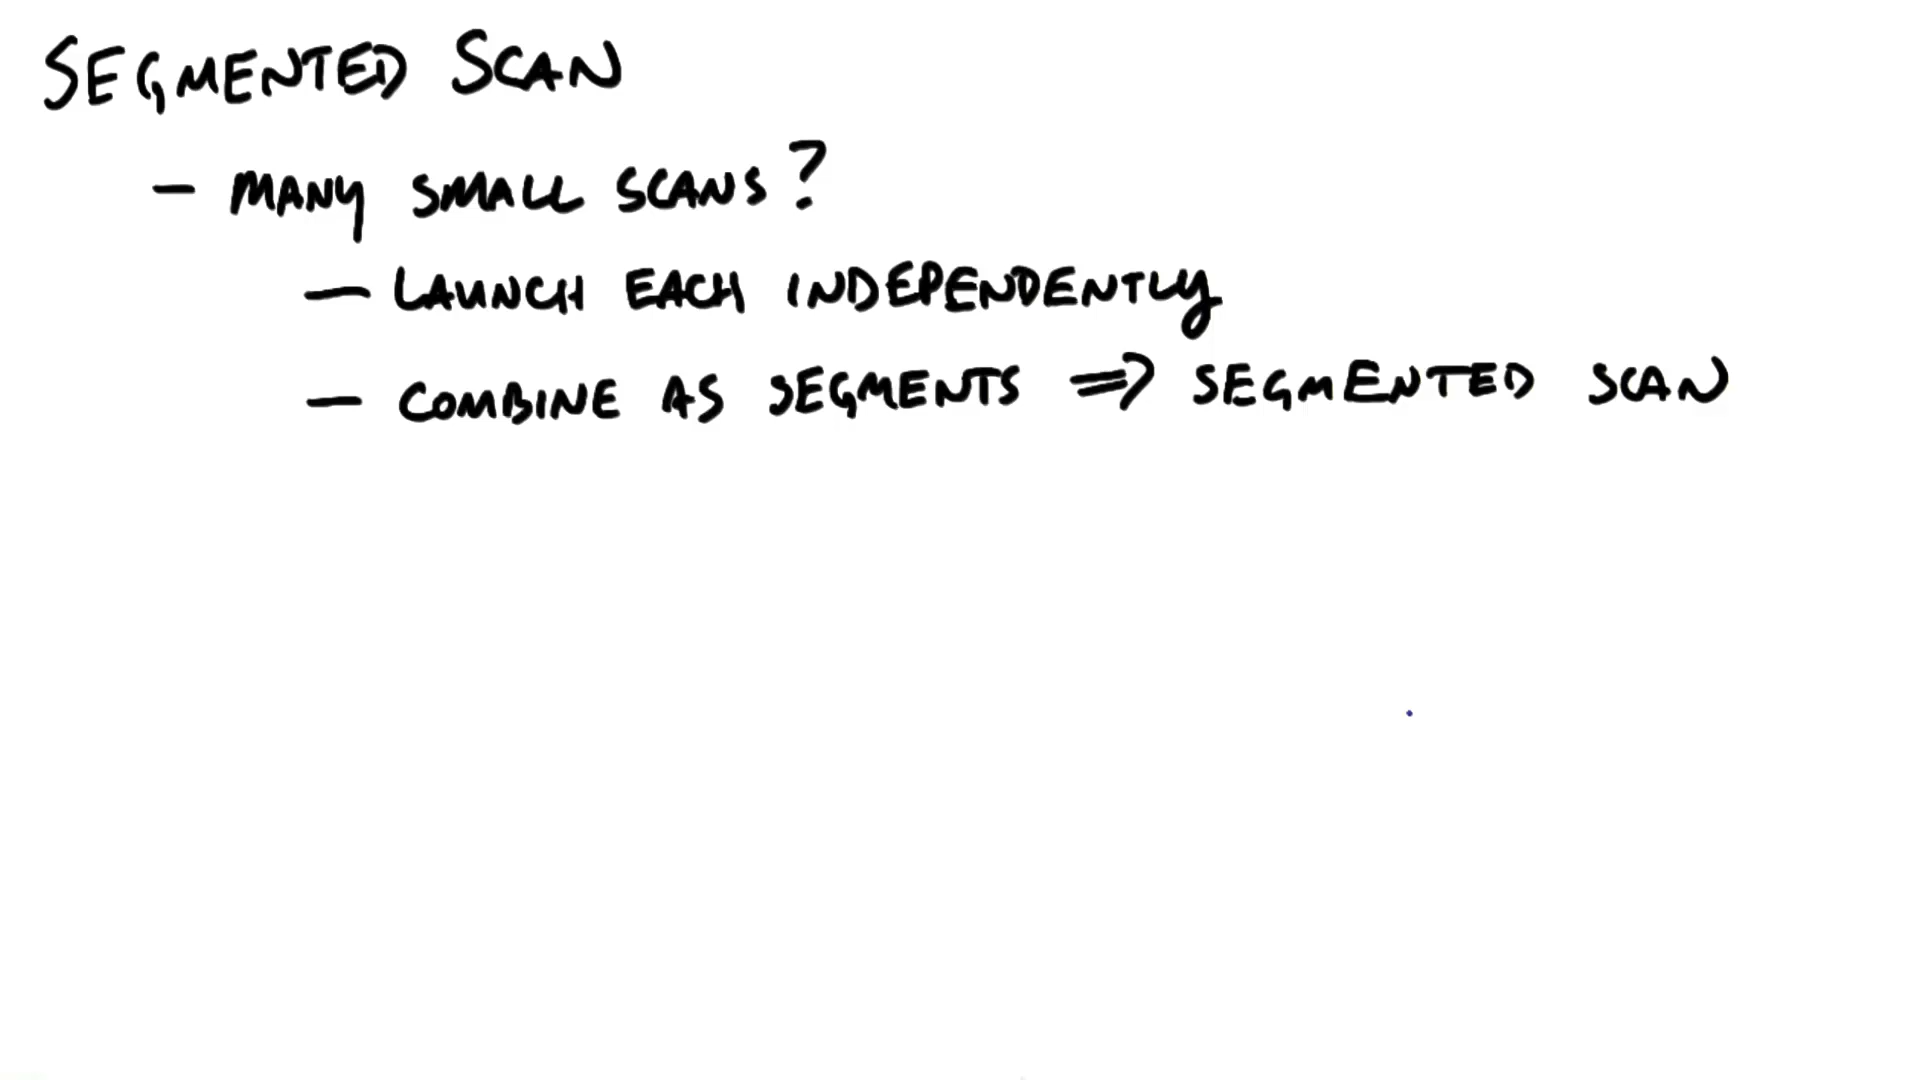 SEGMENTED SCAN
- MANY SMALL SCANS?
- LAUNCH EACH INDEPENDENTLY
- COMBINE AS SEGMENTS ⇒ SEGMENTED SCAN